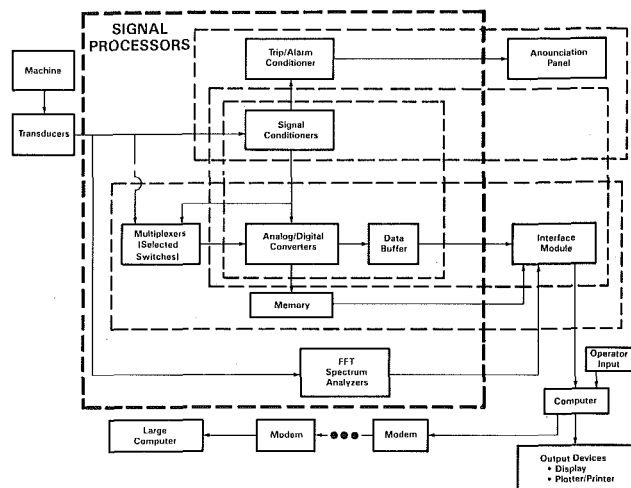 SIGNAL
PROCESSORS
Trip/Alarm
Conditioner
Anounciation
Panel
Machine
Transducers
Signal
Conditioners
Multiplexers
(Selected
Switches)
Analog/Digital
Converters
Data
Buffer
Interface
Module
Memory
FFT
Spectrum
Analyzers
Operator
Input
Computer
Large
Computer
Modem
Modem
Output Devices
• Display
• Plotter/Printer